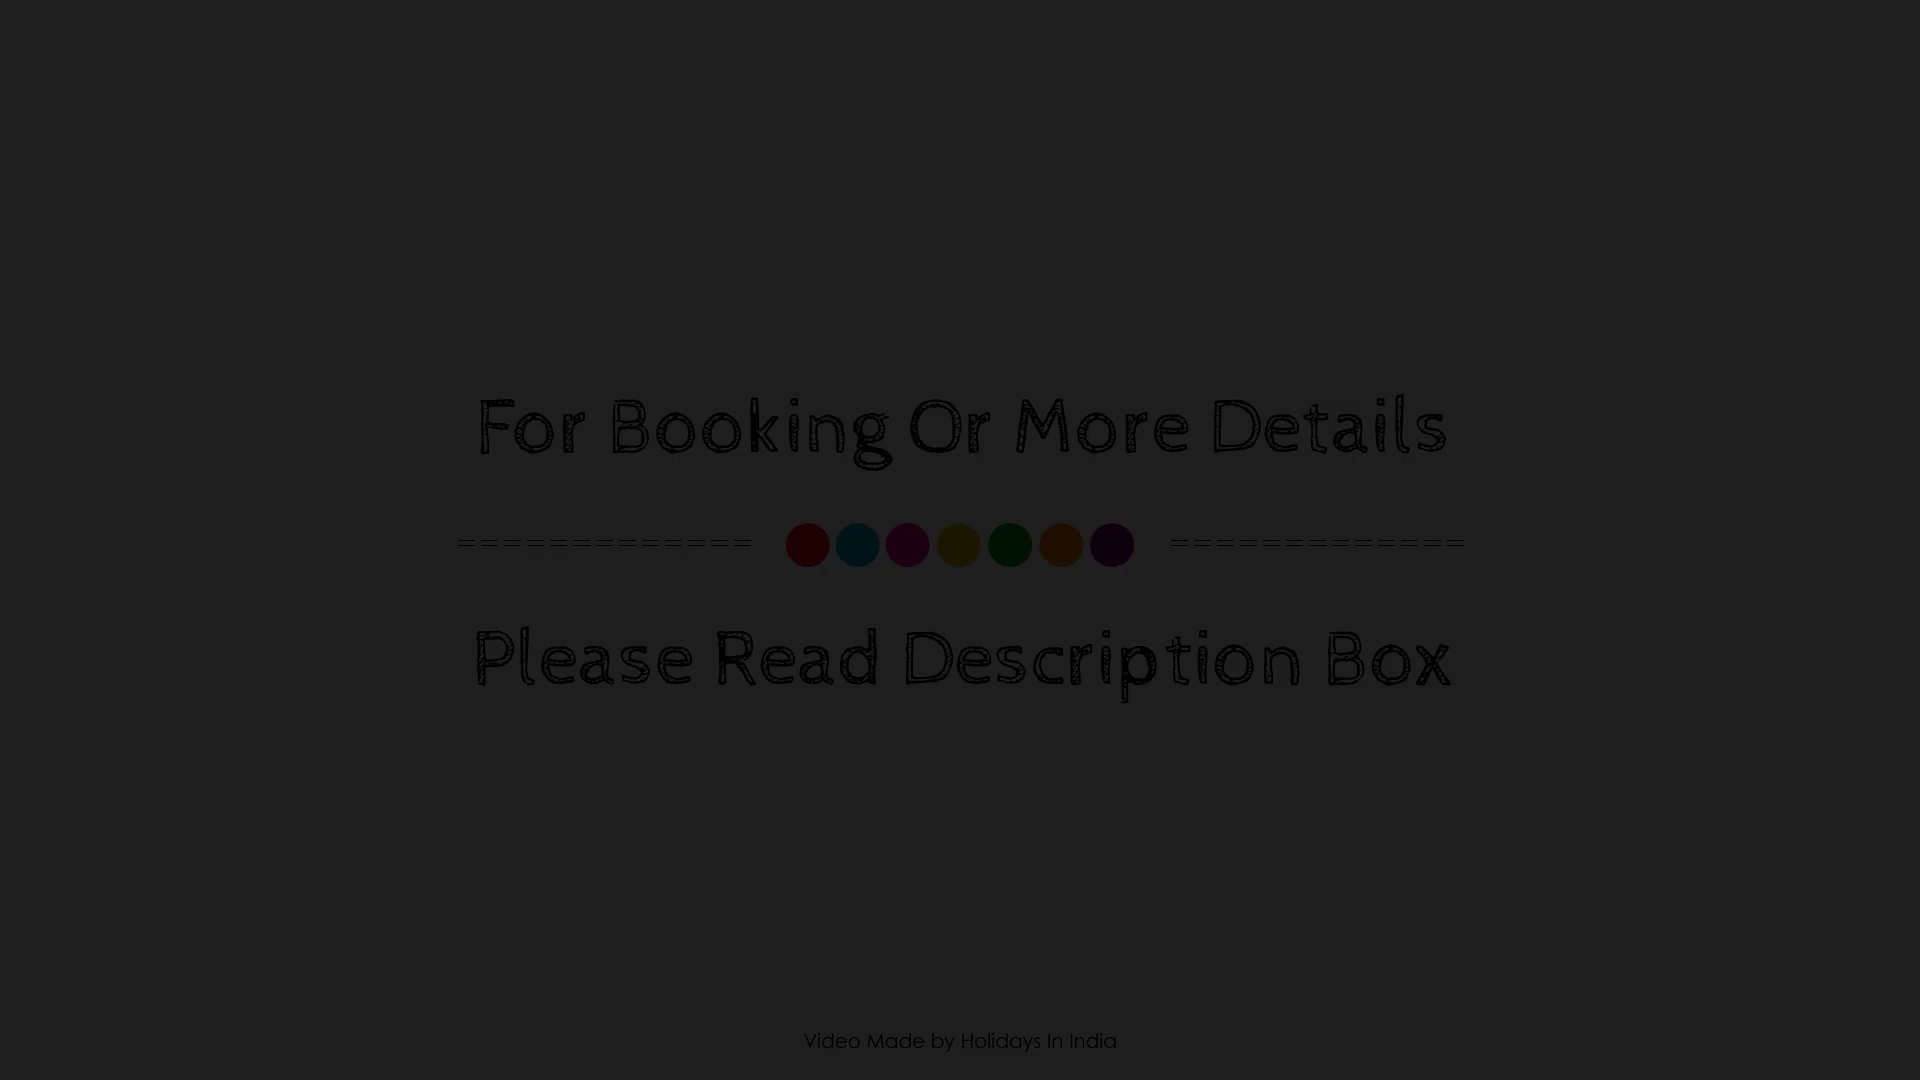 For Booking Or More Details
============= =============
Please Read Description Box
Video Made by Holidays In India